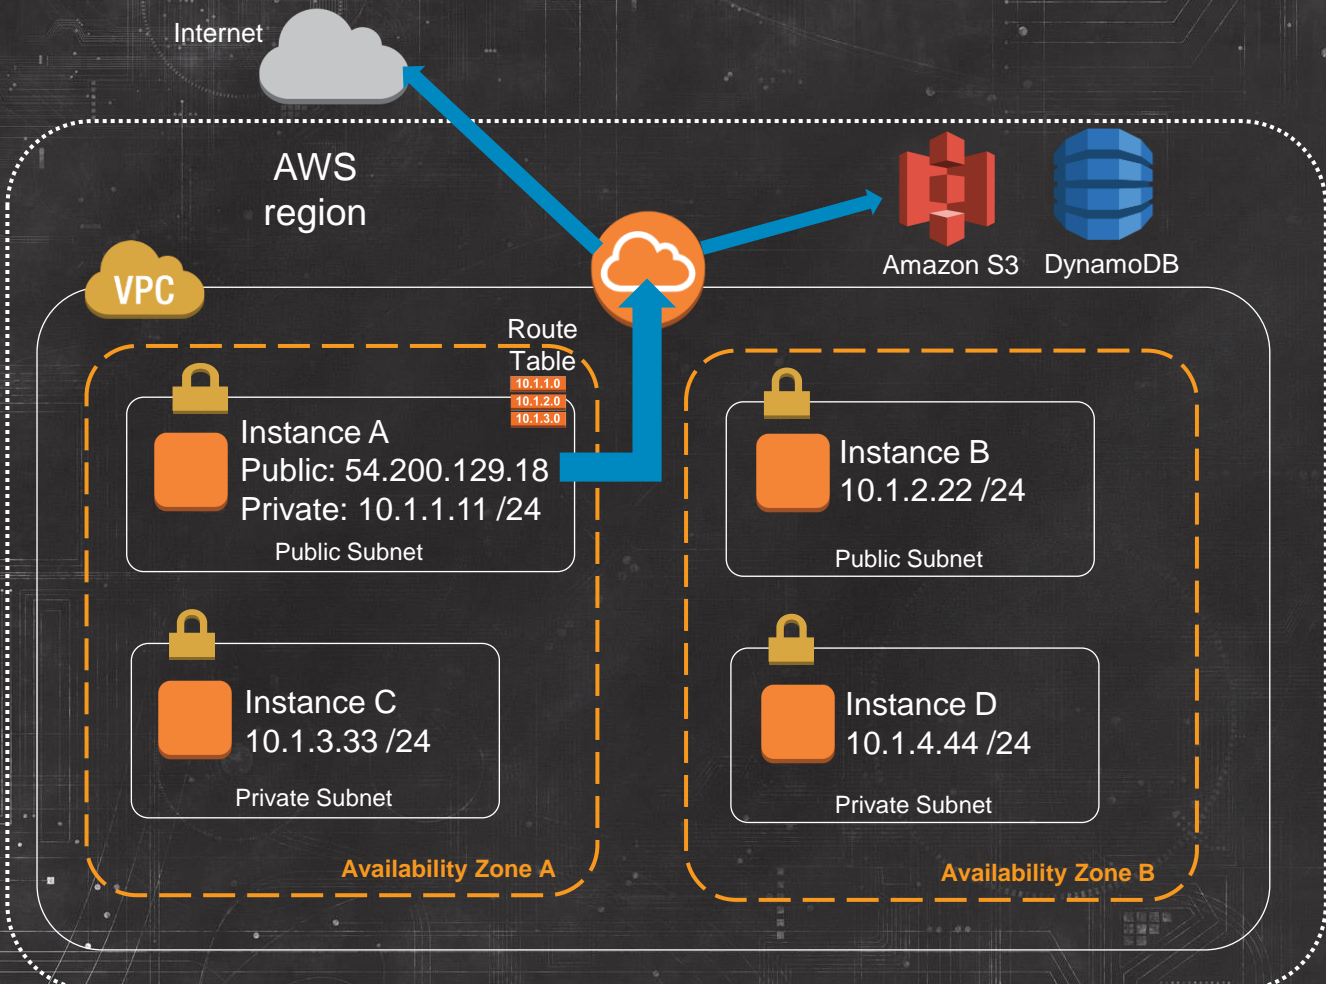 Internet
AWS
region
Amazon S3
DynamoDB
VPC
Route
Table
10.1.1.0
10.1.2.0
10.1.3.0
Instance A
Public: 54.200.129.18
Private: 10.1.1.11 /24
Public Subnet
Instance B
10.1.2.22 /24
Public Subnet
Instance C
10.1.3.33 /24
Private Subnet
Instance D
10.1.4.44 /24
Private Subnet
Availability Zone A
Availability Zone B